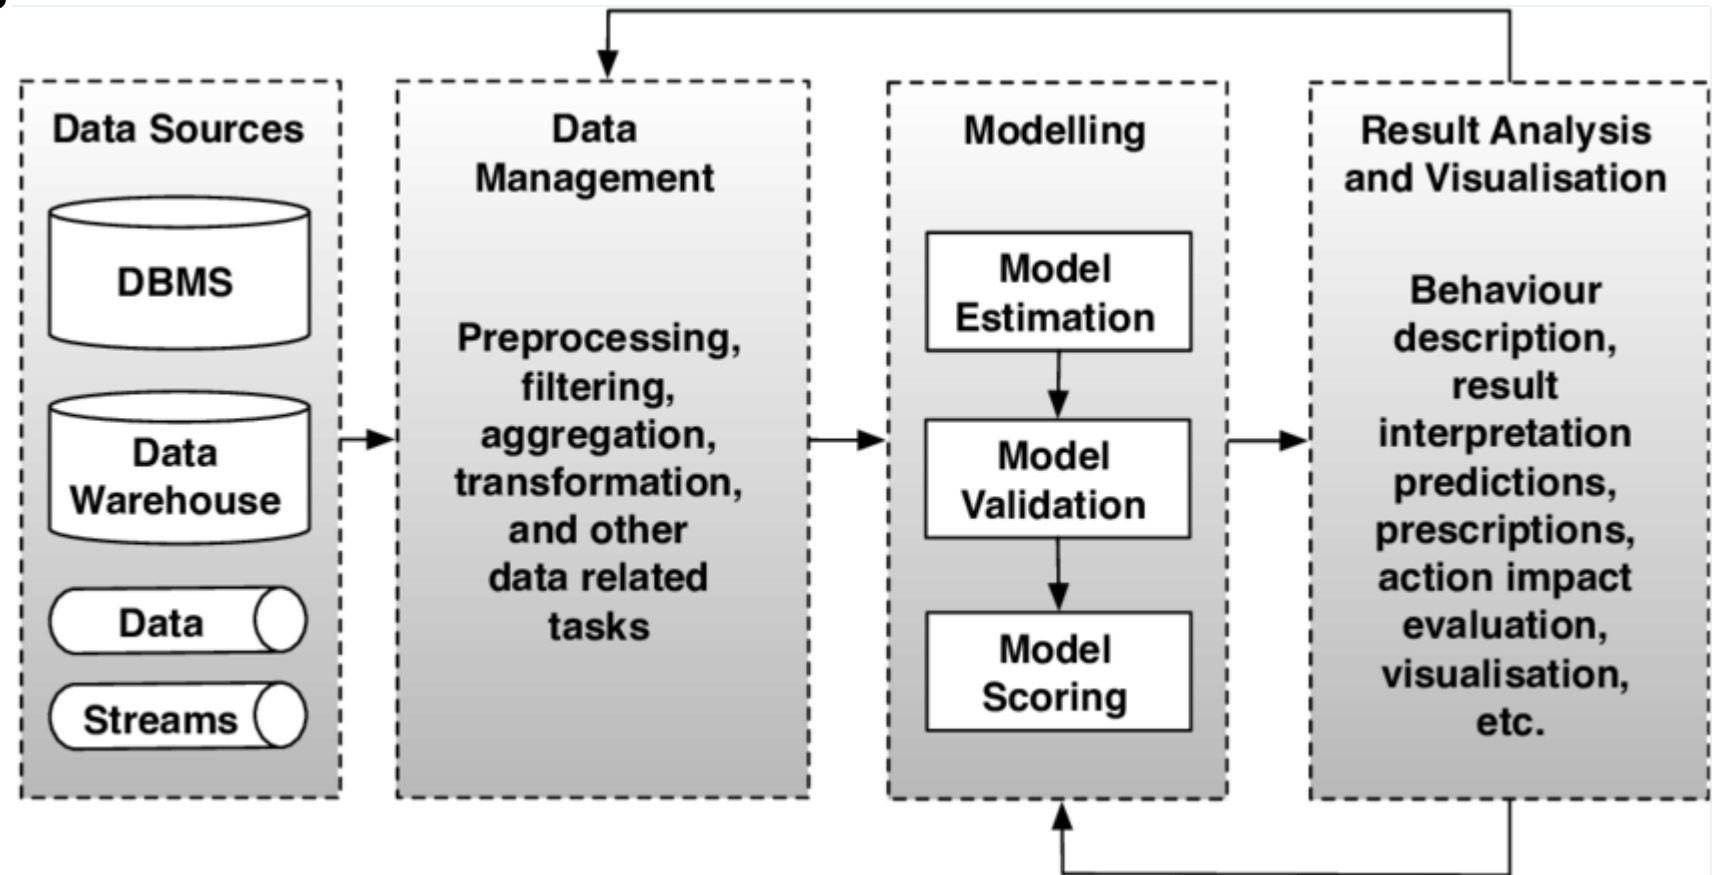 Data Sources
DBMS
Data
Warehouse
Data
Streams
Data
Management
Preprocessing,
filtering,
aggregation,
transformation,
and other
data related
tasks
Modelling
Model
Estimation
Model
Validation
Model
Scoring
Result Analysis
and Visualisation
Behaviour
description,
result
interpretation
predictions,
prescriptions,
action impact
evaluation,
visualisation,
etc.